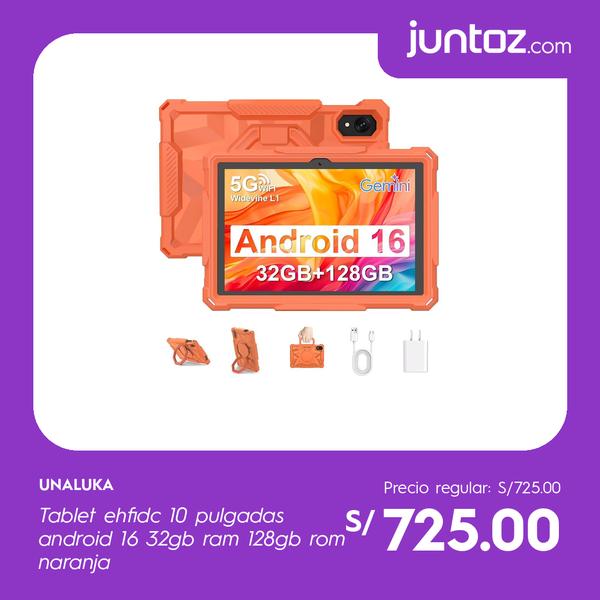 juntoz.com
5G WiFi
Widevine L1
Gemini
Android 16
32GB+128GB
UNALUKA
Precio regular: S/725.00
Tablet ehfidc 10 pulgadas
android 16 32gb ram 128gb rom
naranja
S/ 725.00